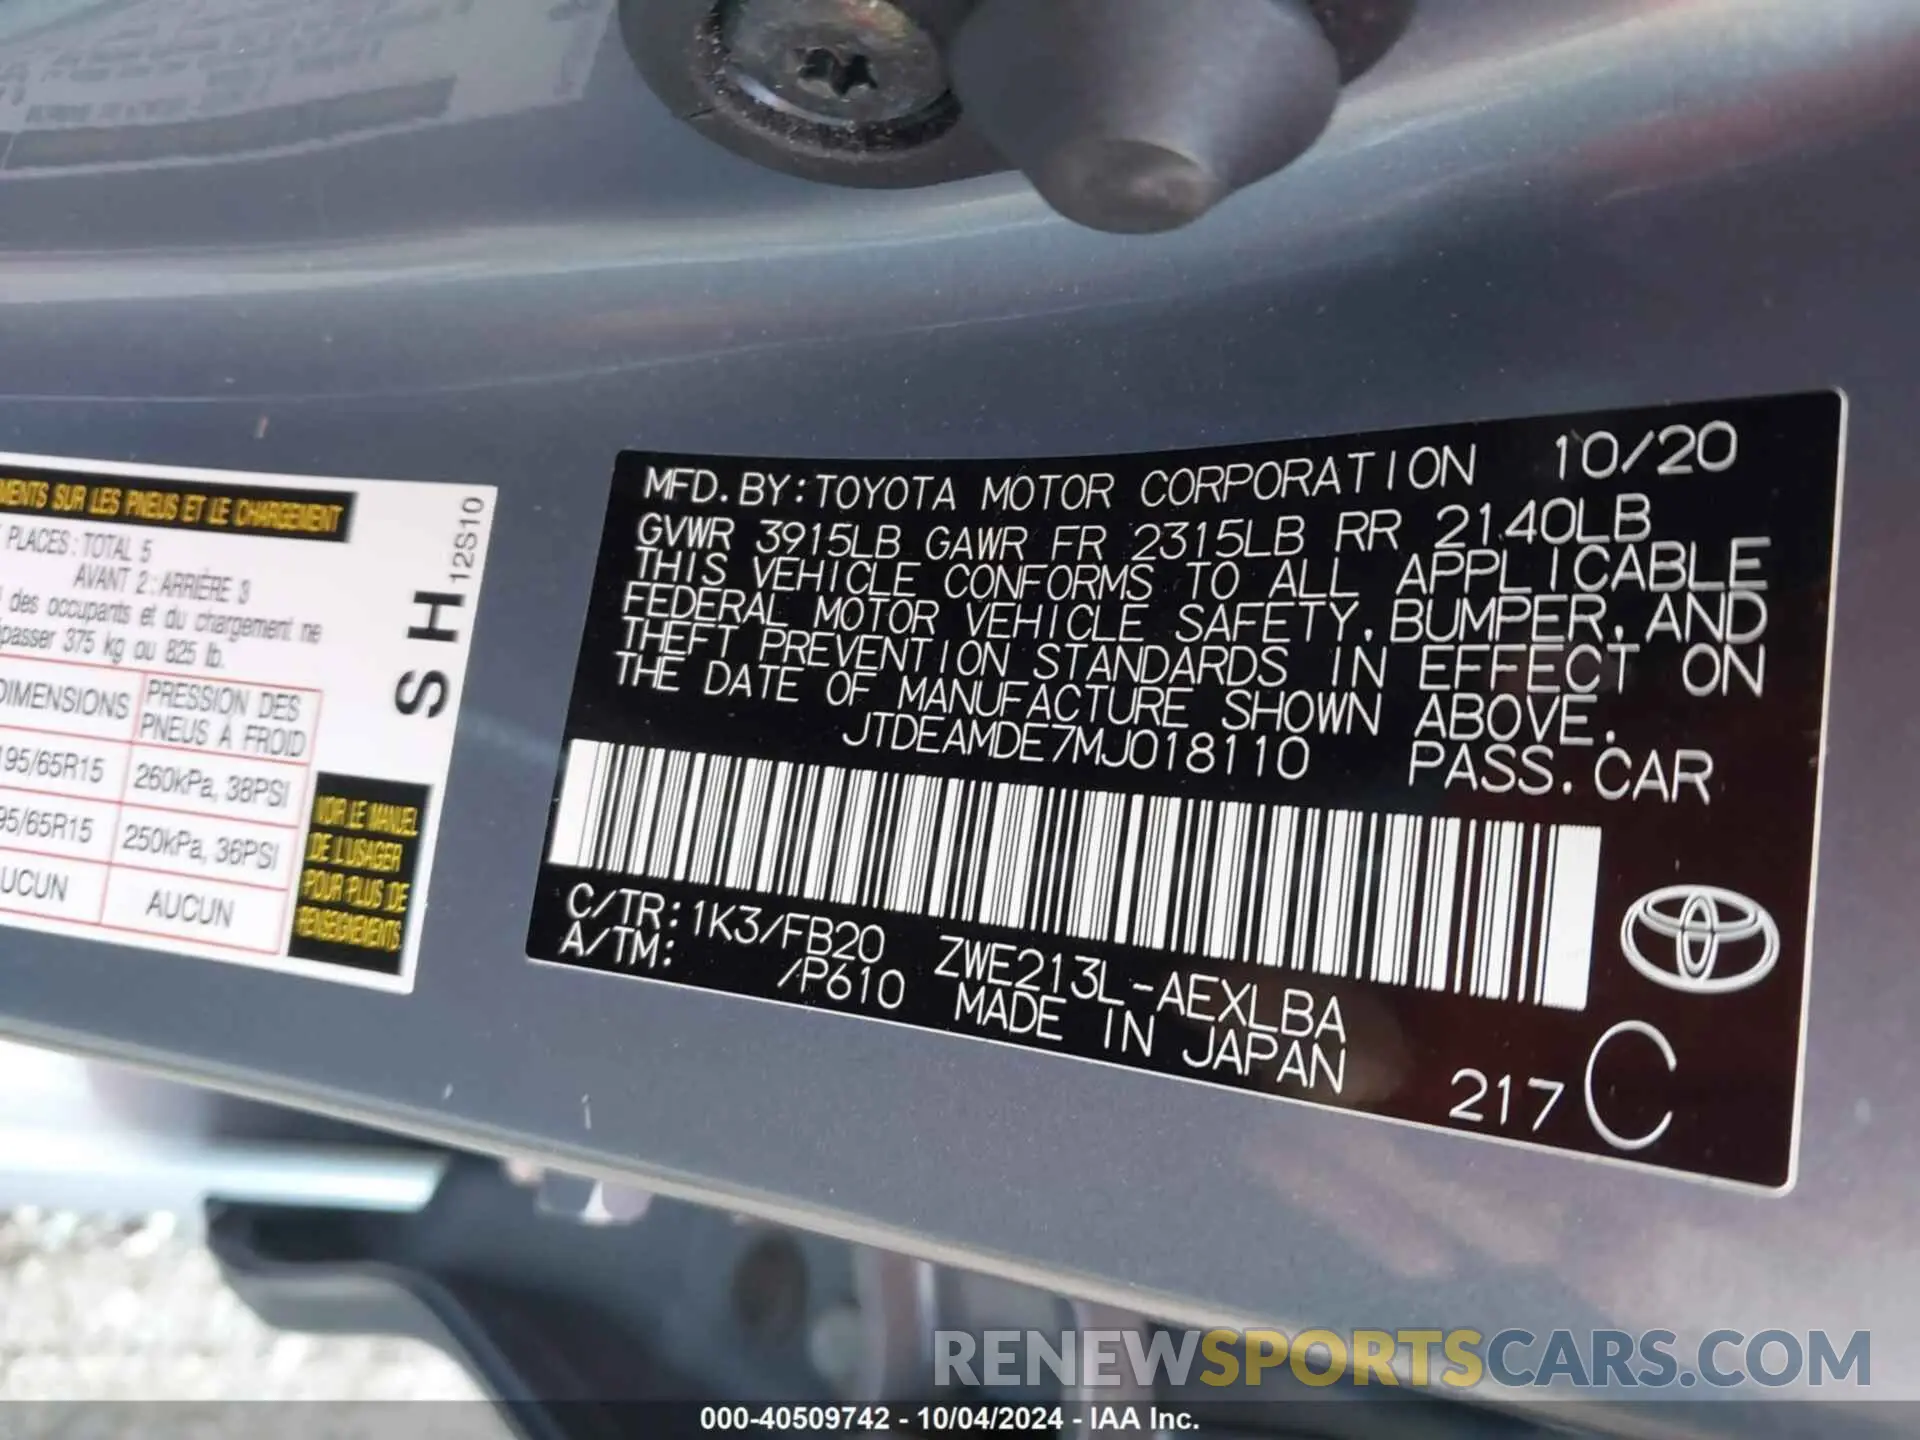 MENTS SUR LES PNEUS ET LE CHARGEMENT
PLACES : TOTAL 5
AVANT 2 : ARRIÈRE 3
des occupants et du chargement ne
passer 375 kg ou 825 lb.
DIMENSIONS PRESSION DES
PNEUS À FROID
195/65R15 260kPa, 38PSI
95/65R15 250kPa, 36PSI
AUCUN AUCUN
VOIR LE MANUEL
DE L'USAGER
POUR PLUS DE
RENSEIGNEMENTS
SH
12S10
MFD. BY: TOYOTA MOTOR CORPORATION 10/20
GVWR 3915LB GAWR FR 2315LB RR 2140LB
THIS VEHICLE CONFORMS TO ALL APPLICABLE
FEDERAL MOTOR VEHICLE SAFETY, BUMPER, AND
THEFT PREVENTION STANDARDS IN EFFECT ON
THE DATE OF MANUFACTURE SHOWN ABOVE.
JTDEAMDE7MJ018110 PASS. CAR
C/TR: 1K3/FB20 ZWE213L-AEXLBA
A/TM: /P610 MADE IN JAPAN
217 C
RENEWSPORTSCARS.COM
000-40509742 - 10/04/2024 - IAA Inc.